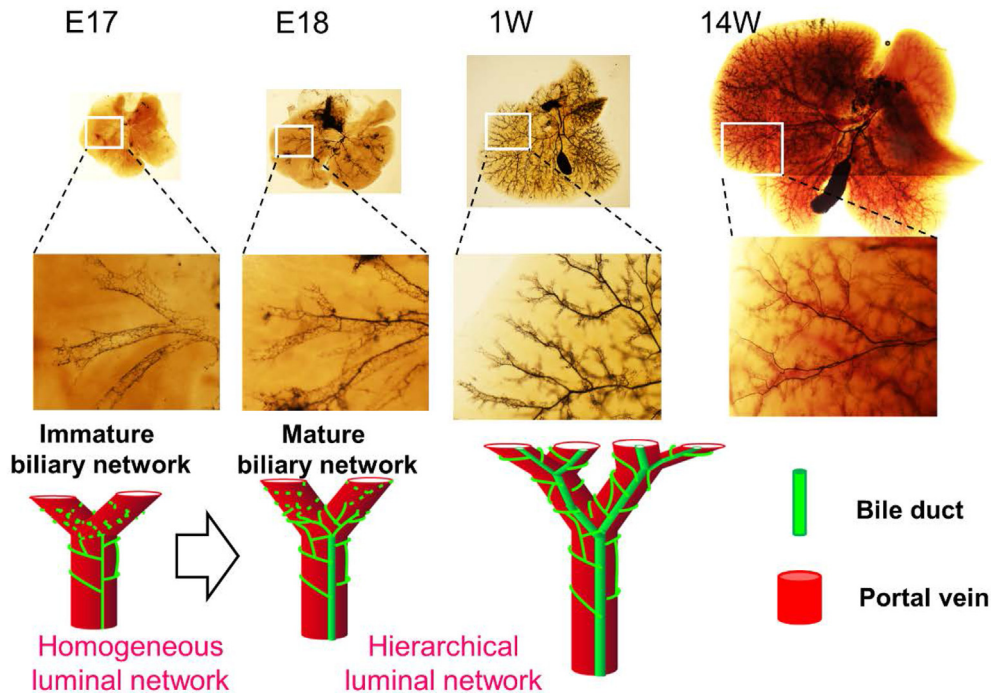 E17
E18
1W
14W
Immature
biliary network
Mature
biliary network
Bile duct
Portal vein
Homogeneous
luminal network
Hierarchical
luminal network